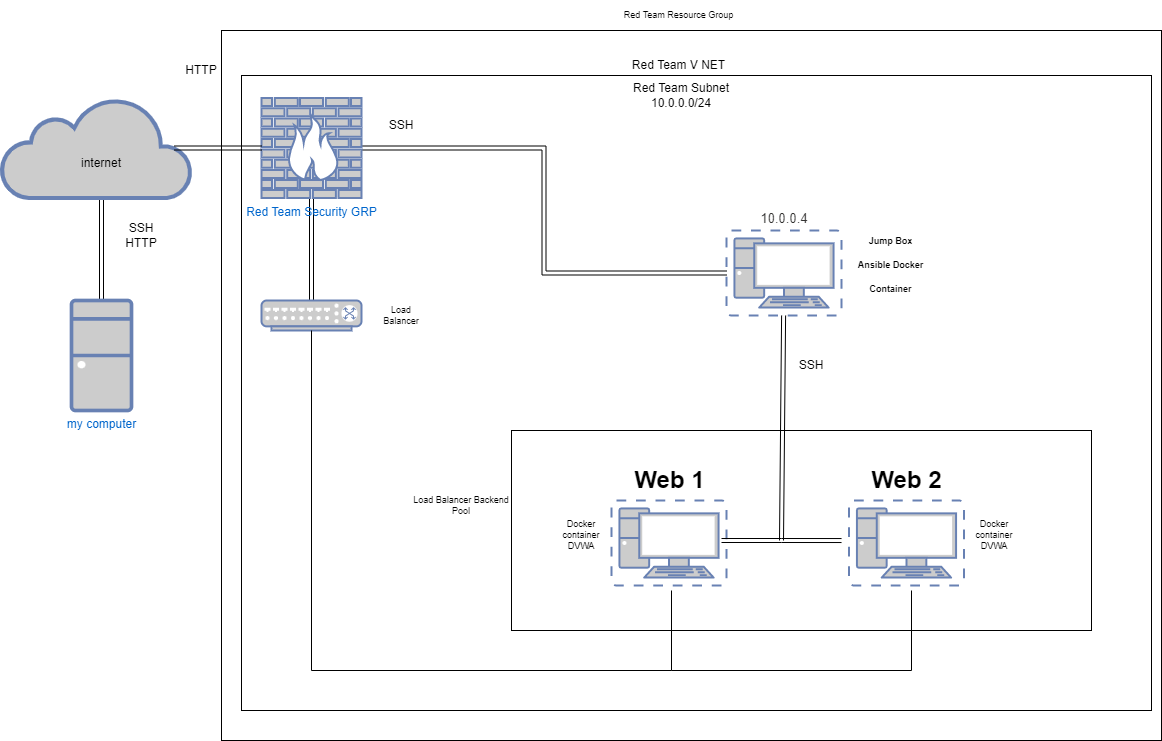 Red Team Resource Group
HTTP
Red Team V NET
Red Team Subnet
10.0.0.0/24
SSH
internet
Red Team Security GRP
10.0.0.4
SSH
HTTP
Jump Box
Ansible Docker
Container
Load
Balancer
SSH
my computer
Web 1
Web 2
Load Balancer Backend
Pool
Docker
container
DVWA
Docker
container
DVWA